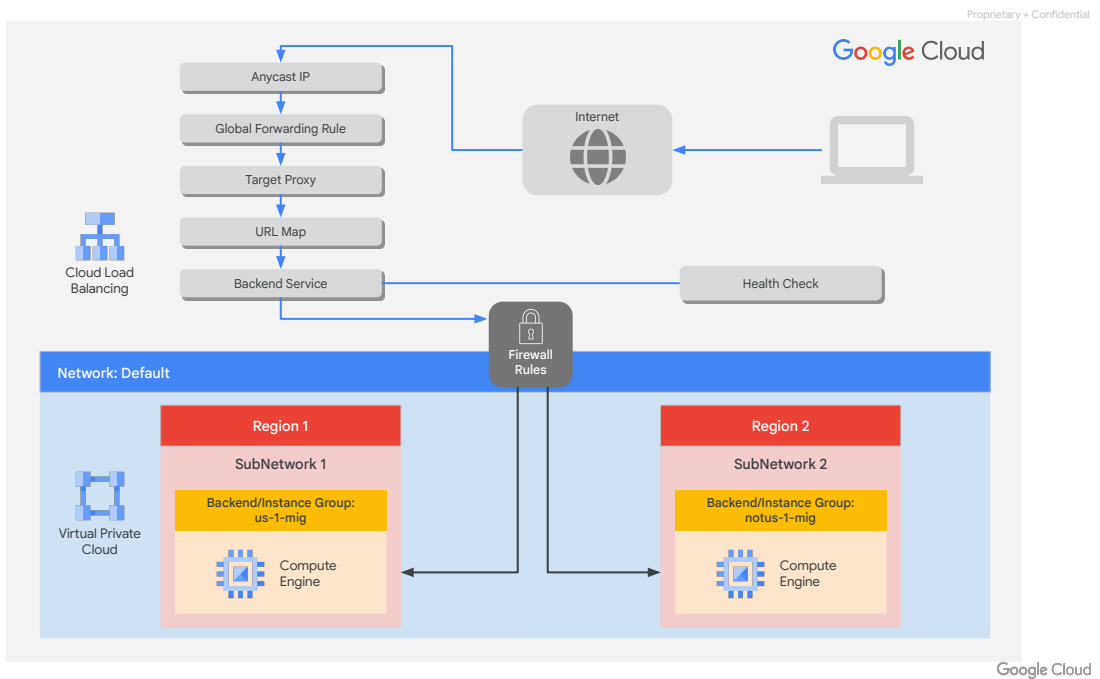 Proprietary + Confidential
Google Cloud
Anycast IP
Internet
Global Forwarding Rule
Target Proxy
URL Map
Cloud Load
Balancing
Backend Service
Health Check
Firewall
Rules
Network: Default
Region 1
Region 2
SubNetwork 1
SubNetwork 2
Backend/Instance Group:
us-1-mig
Backend/Instance Group:
notus-1-mig
Virtual Private
Cloud
Compute
Engine
Compute
Engine
Google Cloud